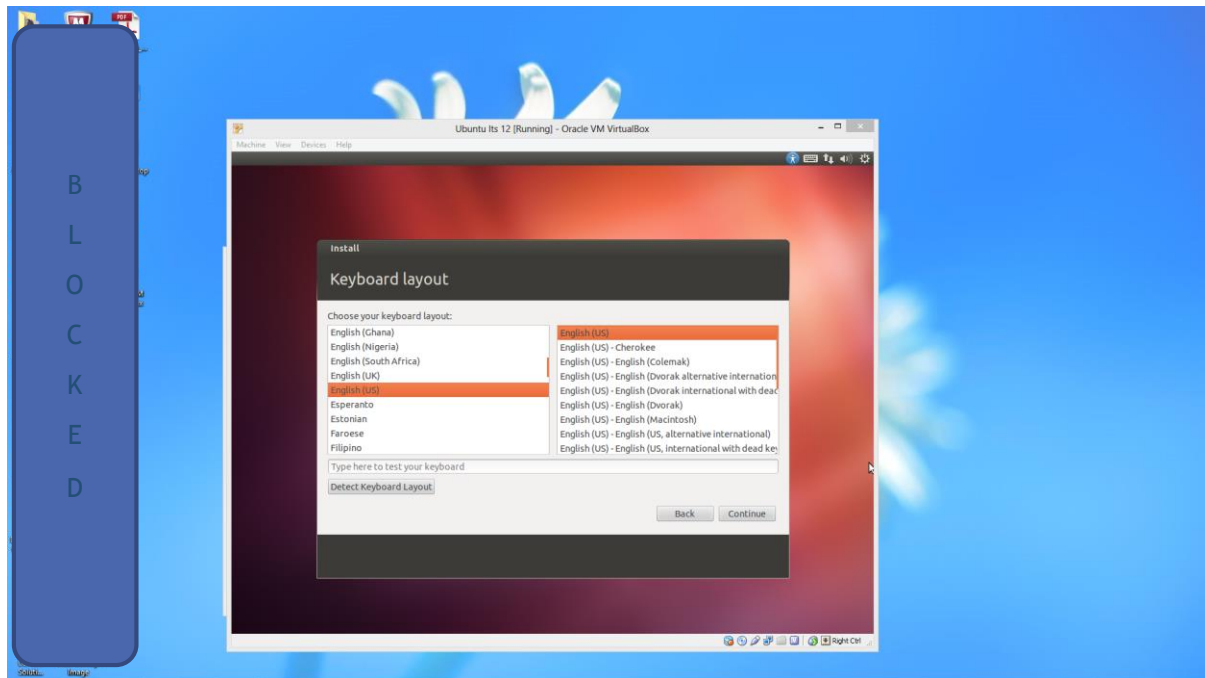 PDF
B
L
O
C
K
E
D
Ubuntu lts 12 [Running] - Oracle VM VirtualBox
Machine View Devices Help
Install
Keyboard layout
Choose your keyboard layout:
English (Ghana)
English (Nigeria)
English (South Africa)
English (UK)
English (US)
Esperanto
Estonian
Faroese
Filipino
English (US)
English (US) - Cherokee
English (US) - English (Colemak)
English (US) - English (Dvorak alternative internation
English (US) - English (Dvorak international with dead
English (US) - English (Dvorak)
English (US) - English (Macintosh)
English (US) - English (US, alternative international)
English (US) - English (US, international with dead key
Type here to test your keyboard
Detect Keyboard Layout
Back Continue
Right Ctrl
Soluti... Image